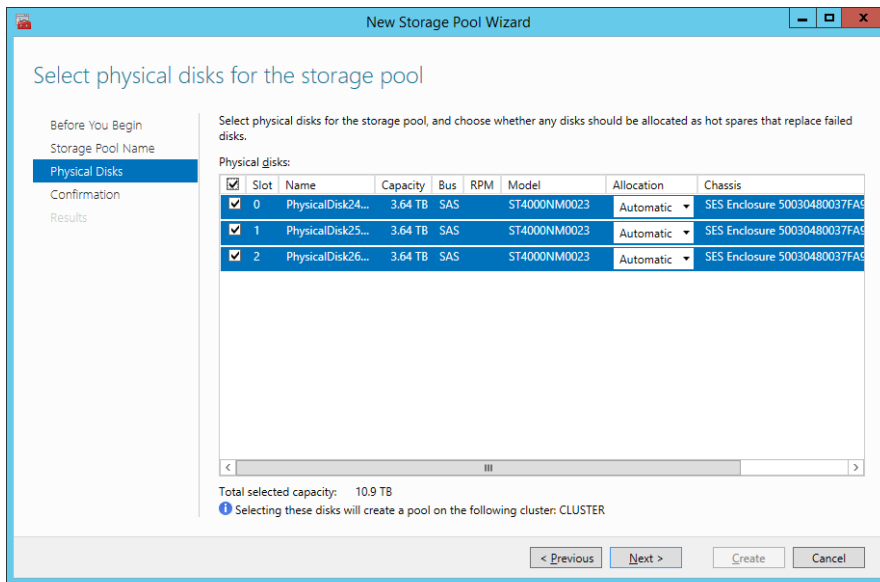 New Storage Pool Wizard
Select physical disks for the storage pool
Before You Begin
Storage Pool Name
Physical Disks
Confirmation
Results
Select physical disks for the storage pool, and choose whether any disks should be allocated as hot spares that replace failed
disks.
Physical disks:
Slot Name Capacity Bus RPM Model Allocation Chassis
0 PhysicalDisk24... 3.64 TB SAS ST4000NM0023 Automatic SES Enclosure 50030480037FA9
1 PhysicalDisk25... 3.64 TB SAS ST4000NM0023 Automatic SES Enclosure 50030480037FA9
2 PhysicalDisk26... 3.64 TB SAS ST4000NM0023 Automatic SES Enclosure 50030480037FA9
Total selected capacity: 10.9 TB
Selecting these disks will create a pool on the following cluster: CLUSTER
< Previous Next > Create Cancel